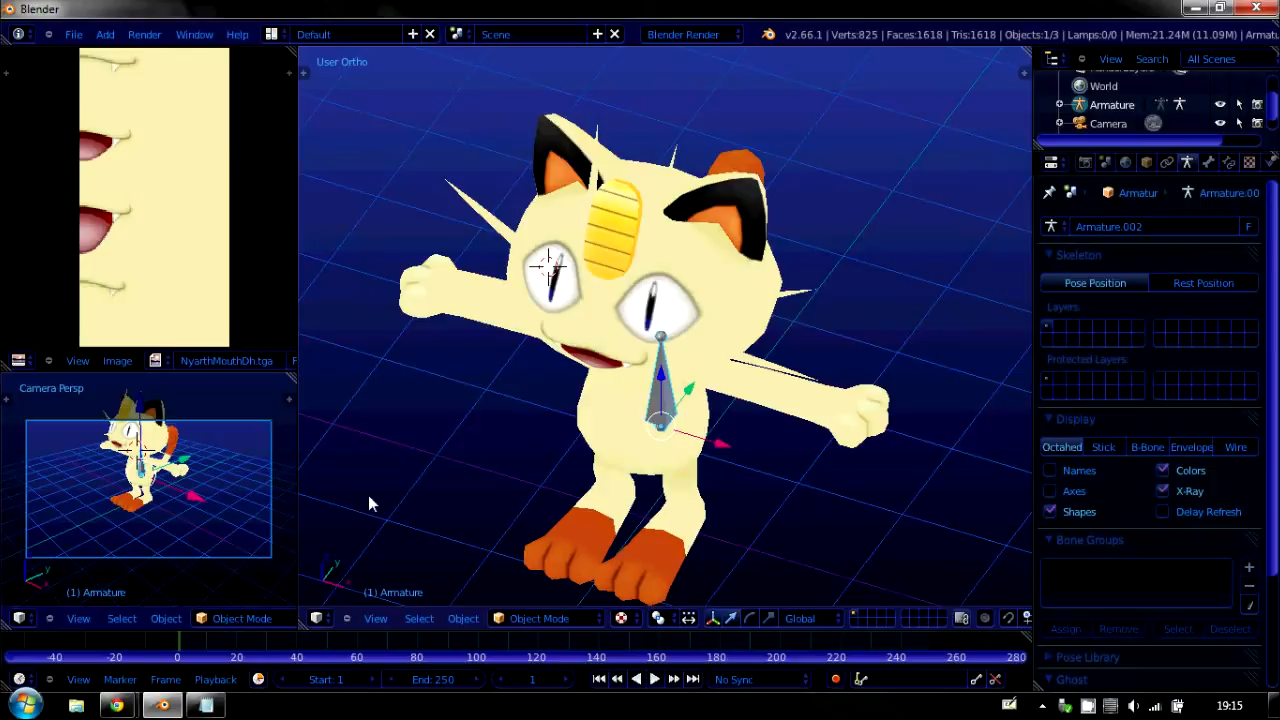 Blender
File Add Render Window Help Default Scene Blender Render v2.66.1 | Verts:825 | Faces:1618 | Tris:1618 | Objects:1/3 | Lamps:0/0 | Mem:21.24M (11.09M) | Armatu
User Ortho
View Search All Scenes
World
Armature
Camera
Armatur Armature.00
Armature.002 F
Skeleton
Pose Position Rest Position
Layers:
Protected Layers:
View Image NyarthMouthDh.tga F
Camera Persp
Display
Octahed Stick B-Bone Envelope Wire
Names Colors
Axes X-Ray
Shapes Delay Refresh
Bone Groups
(1) Armature
(1) Armature
View Select Object Object Mode
View Select Object Object Mode Global
Assign Remove Select Deselect
-40 -20 0 20 40 60 80 100 120 140 160 180 200 220 240 260 280
Pose Library
View Marker Frame Playback Start: 1 End: 250 1 No Sync
Ghost
19:15